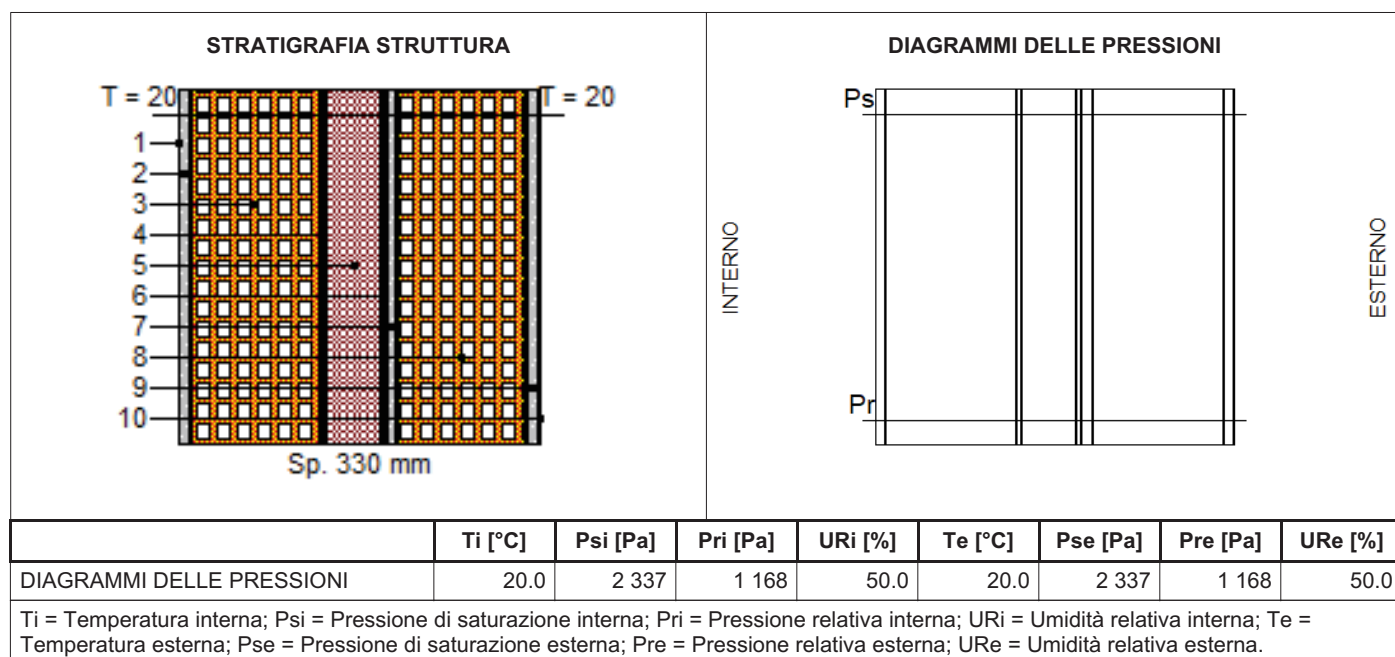 STRATIGRAFIA STRUTTURA
T = 20
T = 20
1
2
3
4
5
6
7
8
9
10
Sp. 330 mm
DIAGRAMMI DELLE PRESSIONI
Ps
Pr
INTERNO
ESTERNO
Ti [°C] Psi [Pa] Pri [Pa] URi [%] Te [°C] Pse [Pa] Pre [Pa] URe [%]
DIAGRAMMI DELLE PRESSIONI 20.0 2 337 1 168 50.0 20.0 2 337 1 168 50.0
Ti = Temperatura interna; Psi = Pressione di saturazione interna; Pri = Pressione relativa interna; URi = Umidità relativa interna; Te =
Temperatura esterna; Pse = Pressione di saturazione esterna; Pre = Pressione relativa esterna; URe = Umidità relativa esterna.